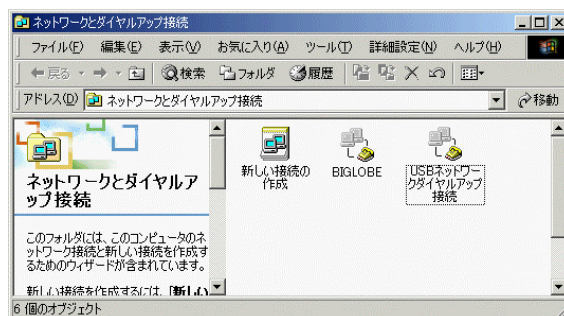 ネットワークとダイヤルアップ接続
ファイル(F) 編集(E) 表示(V) お気に入り(A) ツール(T) 詳細設定(N) ヘルプ(H)
戻る 検索 フォルダ 履歴
アドレス(D) ネットワークとダイヤルアップ接続 移動
ネットワークとダイヤルア
ップ接続
このフォルダには、このコンピュータのネ
ットワーク接続と新しい接続を作成す
るためのウィザードが含まれています。
新しい接続を作成するには、[新しい
新しい接続の
作成
BIGLOBE
USBネットワー
クダイヤルアップ
接続
6 個のオブジェクト